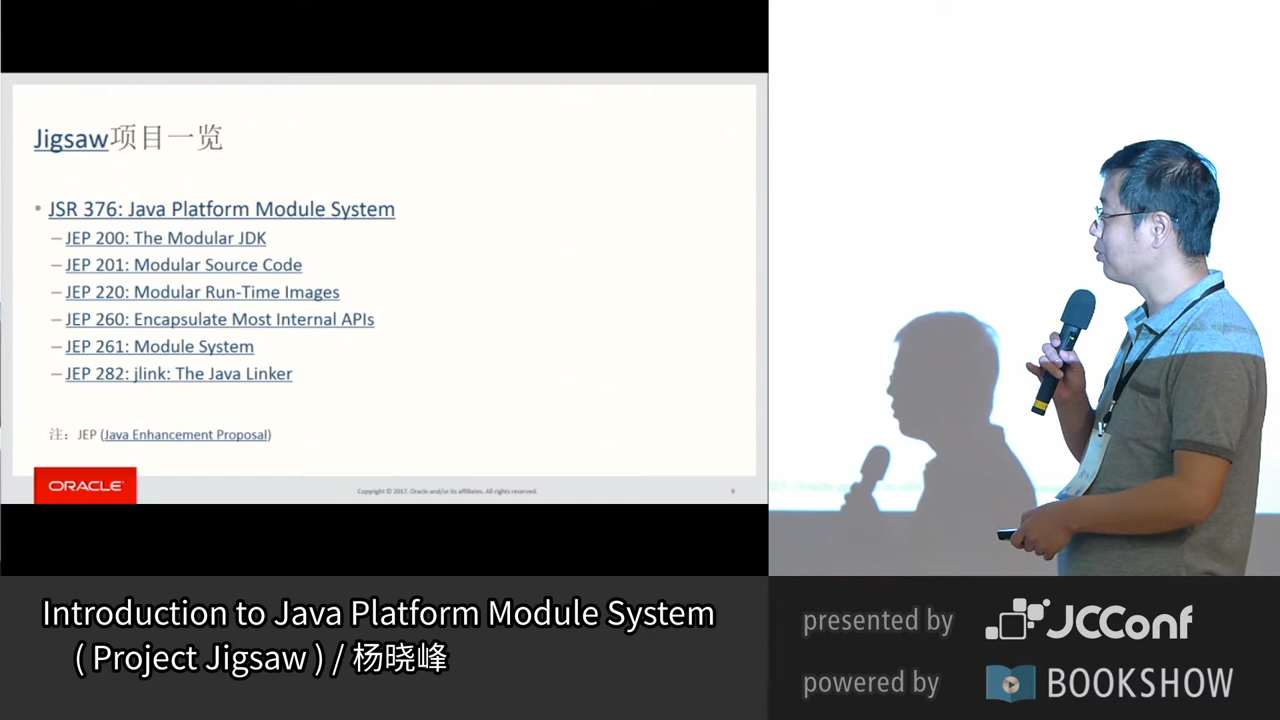 Jigsaw项目一览
• JSR 376: Java Platform Module System
– JEP 200: The Modular JDK
– JEP 201: Modular Source Code
– JEP 220: Modular Run-Time Images
– JEP 260: Encapsulate Most Internal APIs
– JEP 261: Module System
– JEP 282: jlink: The Java Linker
注：JEP (Java Enhancement Proposal)
ORACLE
Copyright © 2017, Oracle and/or its affiliates. All rights reserved.
9
Introduction to Java Platform Module System
( Project Jigsaw ) / 杨晓峰
presented by JCConf
powered by BOOKSHOW